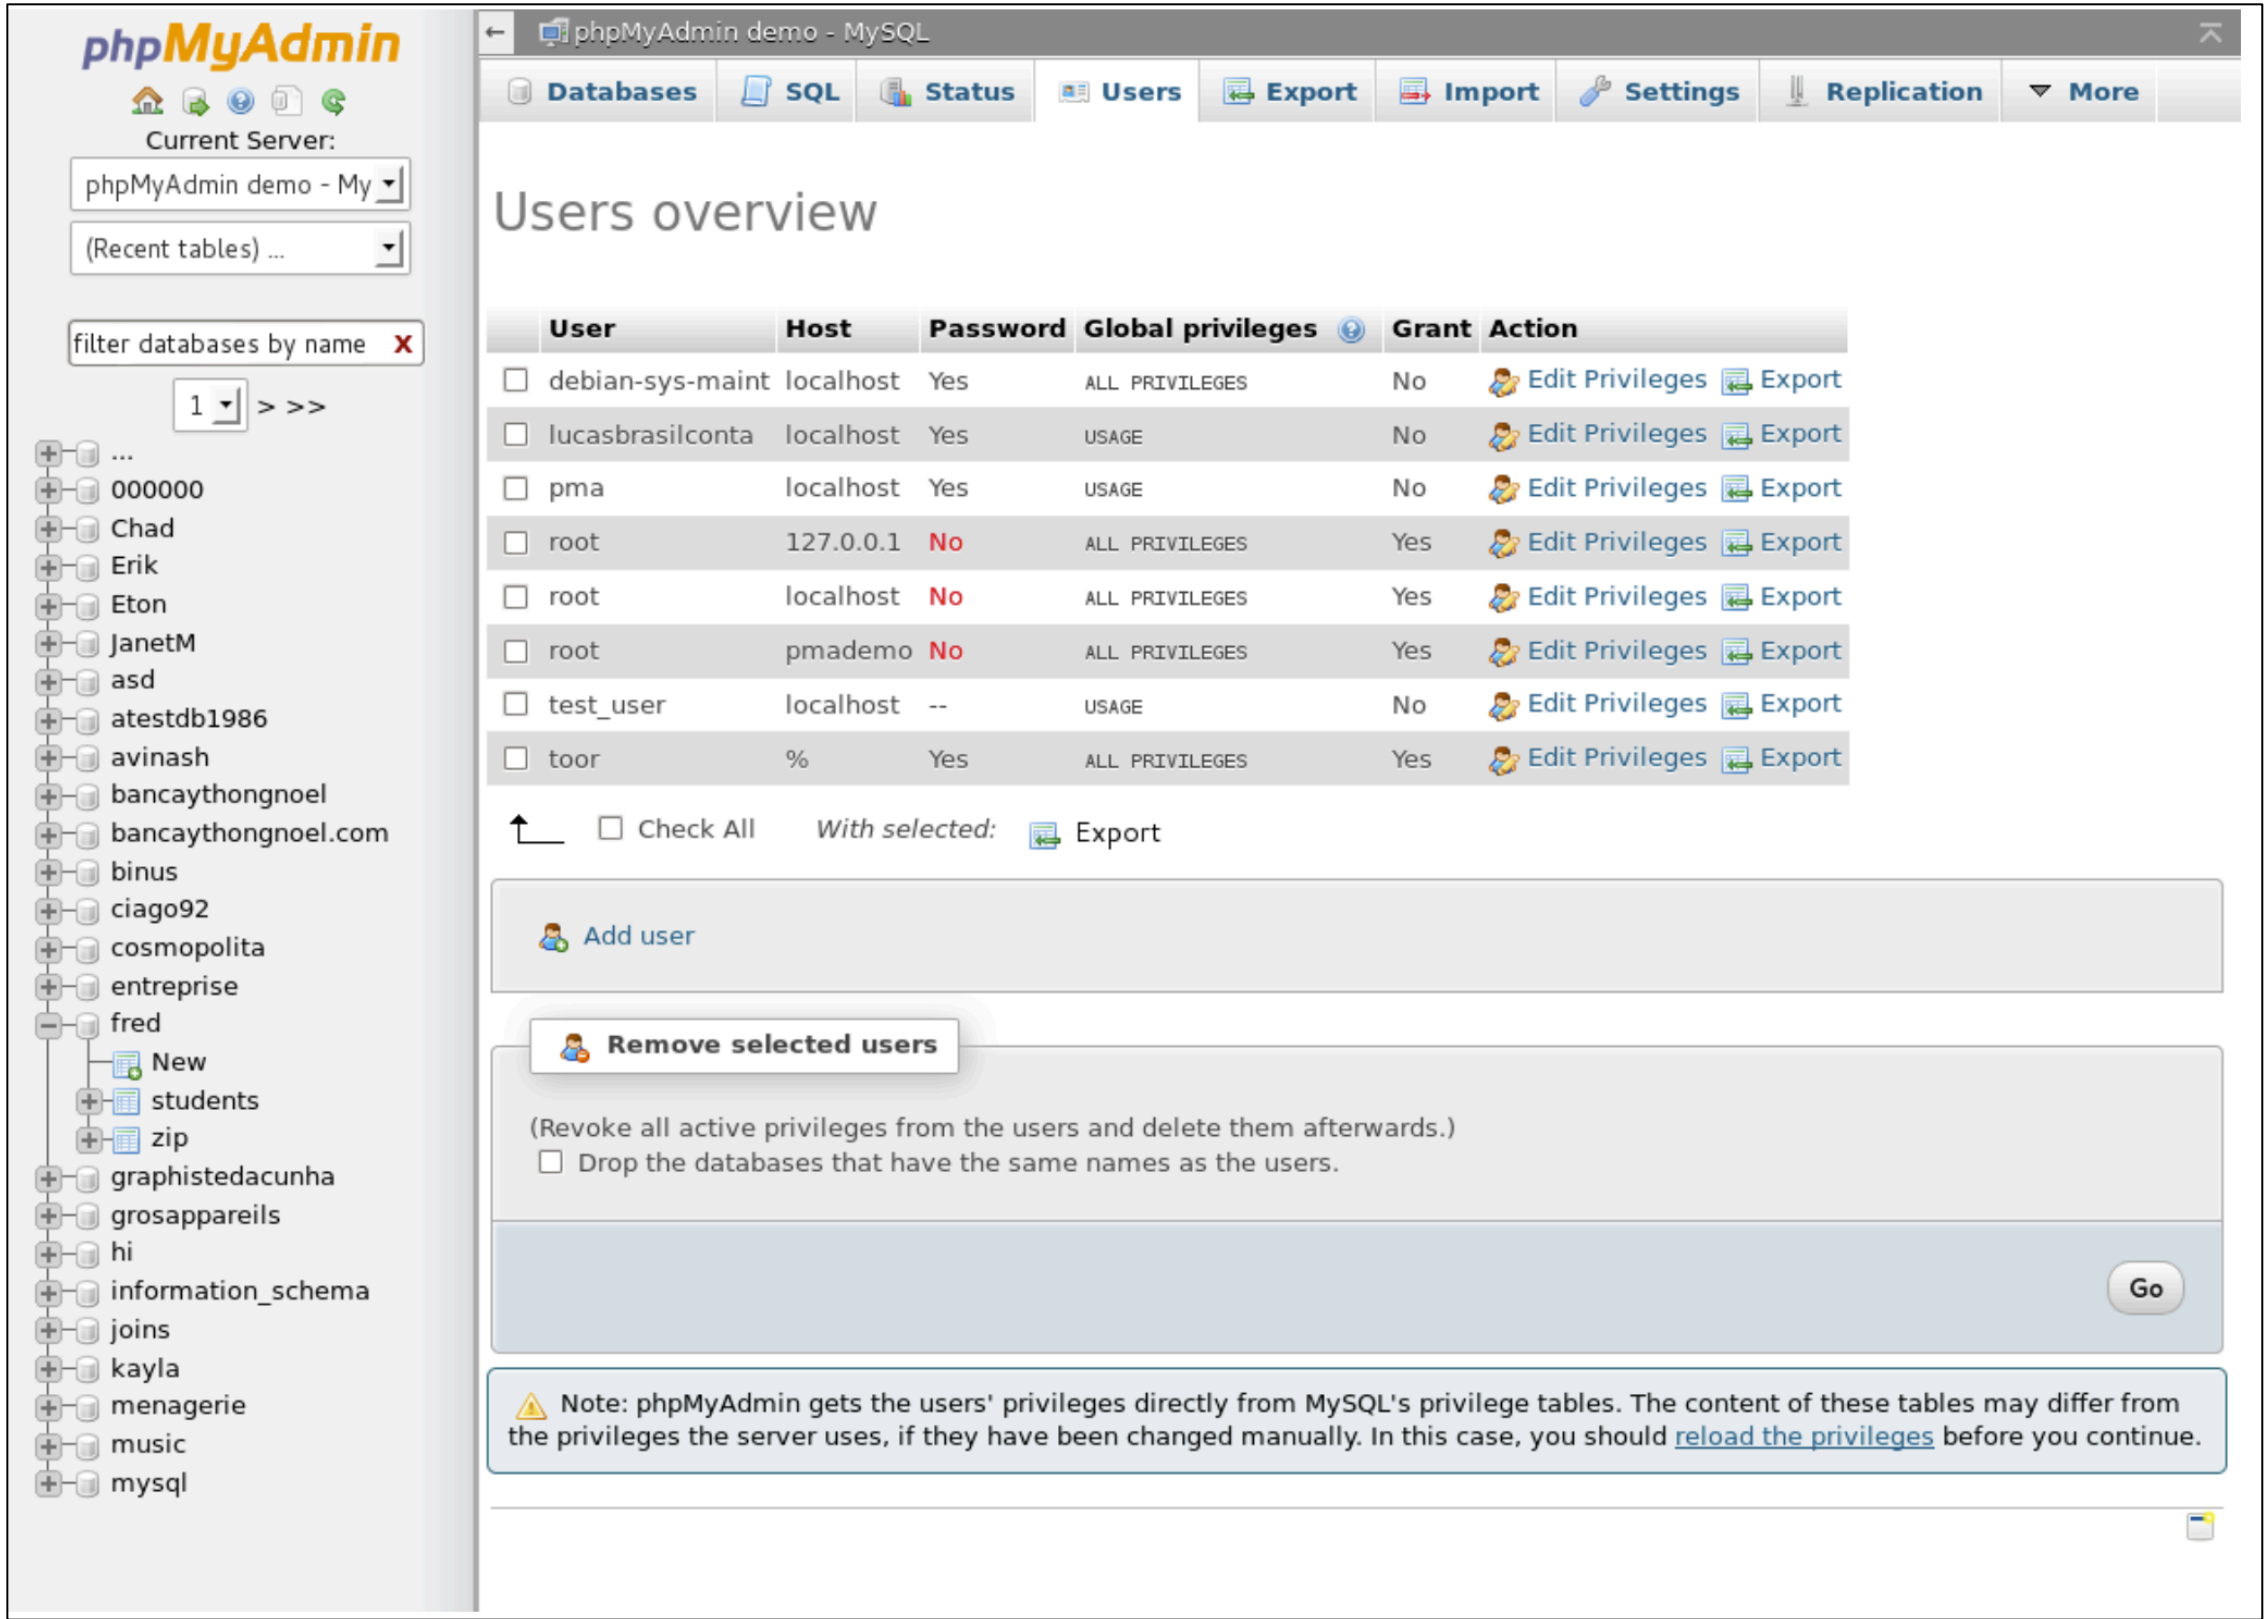 phpMyAdmin
Current Server:
phpMyAdmin demo - My
(Recent tables) ...
filter databases by name X
1 > >>
...
000000
Chad
Erik
Eton
JanetM
asd
atestdb1986
avinash
bancaythongnoel
bancaythongnoel.com
binus
ciago92
cosmopolita
entreprise
fred
New
students
zip
graphistedacunha
grosappareils
hi
information_schema
joins
kayla
menagerie
music
mysql
← phpMyAdmin demo - MySQL
Databases SQL Status Users Export Import Settings Replication More
Users overview
User Host Password Global privileges Grant Action
debian-sys-maint localhost Yes ALL PRIVILEGES No Edit Privileges Export
lucasbrasilconta localhost Yes USAGE No Edit Privileges Export
pma localhost Yes USAGE No Edit Privileges Export
root 127.0.0.1 No ALL PRIVILEGES Yes Edit Privileges Export
root localhost No ALL PRIVILEGES Yes Edit Privileges Export
root pmademo No ALL PRIVILEGES Yes Edit Privileges Export
test_user localhost -- USAGE No Edit Privileges Export
toor % Yes ALL PRIVILEGES Yes Edit Privileges Export
Check All With selected: Export
Add user
Remove selected users
(Revoke all active privileges from the users and delete them afterwards.)
Drop the databases that have the same names as the users.
Go
Note: phpMyAdmin gets the users' privileges directly from MySQL's privilege tables. The content of these tables may differ from
the privileges the server uses, if they have been changed manually. In this case, you should reload the privileges before you continue.